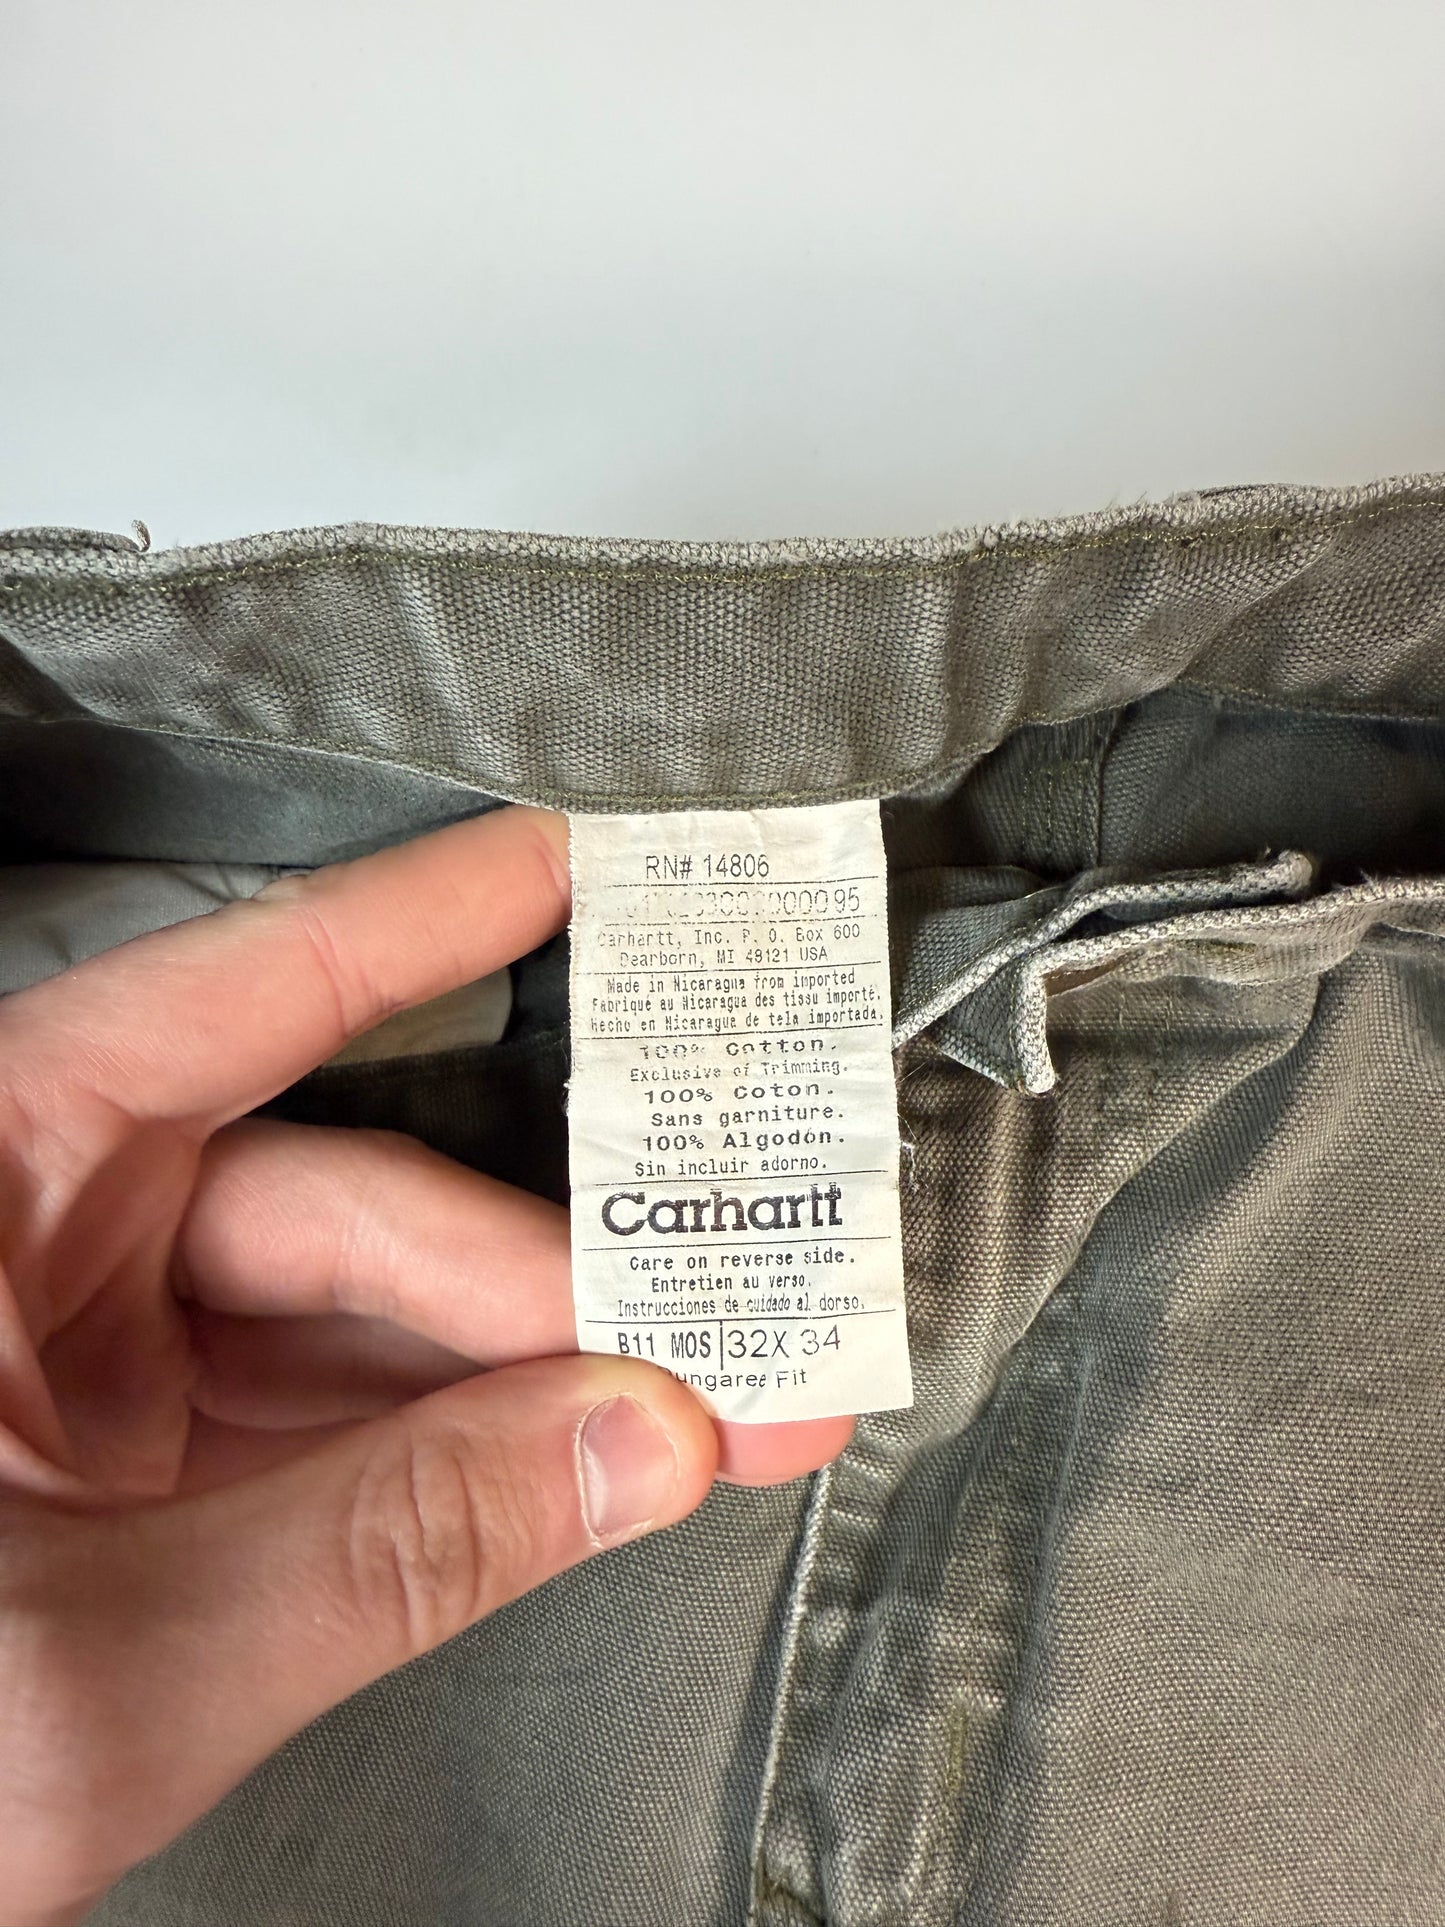 RN# 14806
Carhartt, Inc. P. O. Box 600
Dearborn, MI 48121 USA
Made in Nicaragua from imported
Fabriqué au Nicaragua des tissu importé.
Hecho en Nicaragua de tela importada.
100% Cotton.
Exclusive of Trimming.
100% Coton.
Sans garniture.
100% Algodón.
Sin incluir adorno.
Carhartt
Care on reverse side.
Entretien au verso.
Instrucciones de cuidado al dorso.
B11 MOS 32X 34
Fit